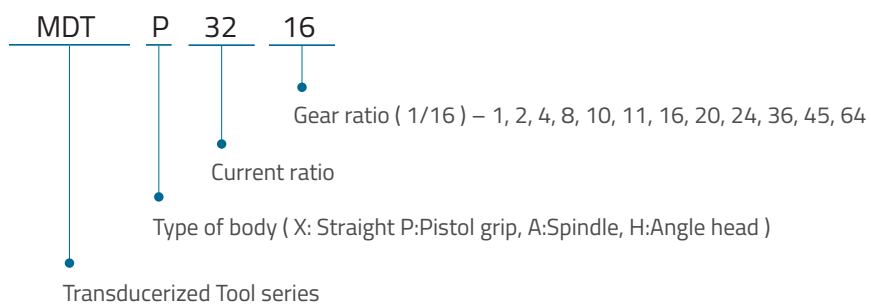 MDT P 32 16
Gear ratio ( 1/16 ) – 1, 2, 4, 8, 10, 11, 16, 20, 24, 36, 45, 64
Current ratio
Type of body ( X: Straight P:Pistol grip, A:Spindle, H:Angle head )
Transducerized Tool series